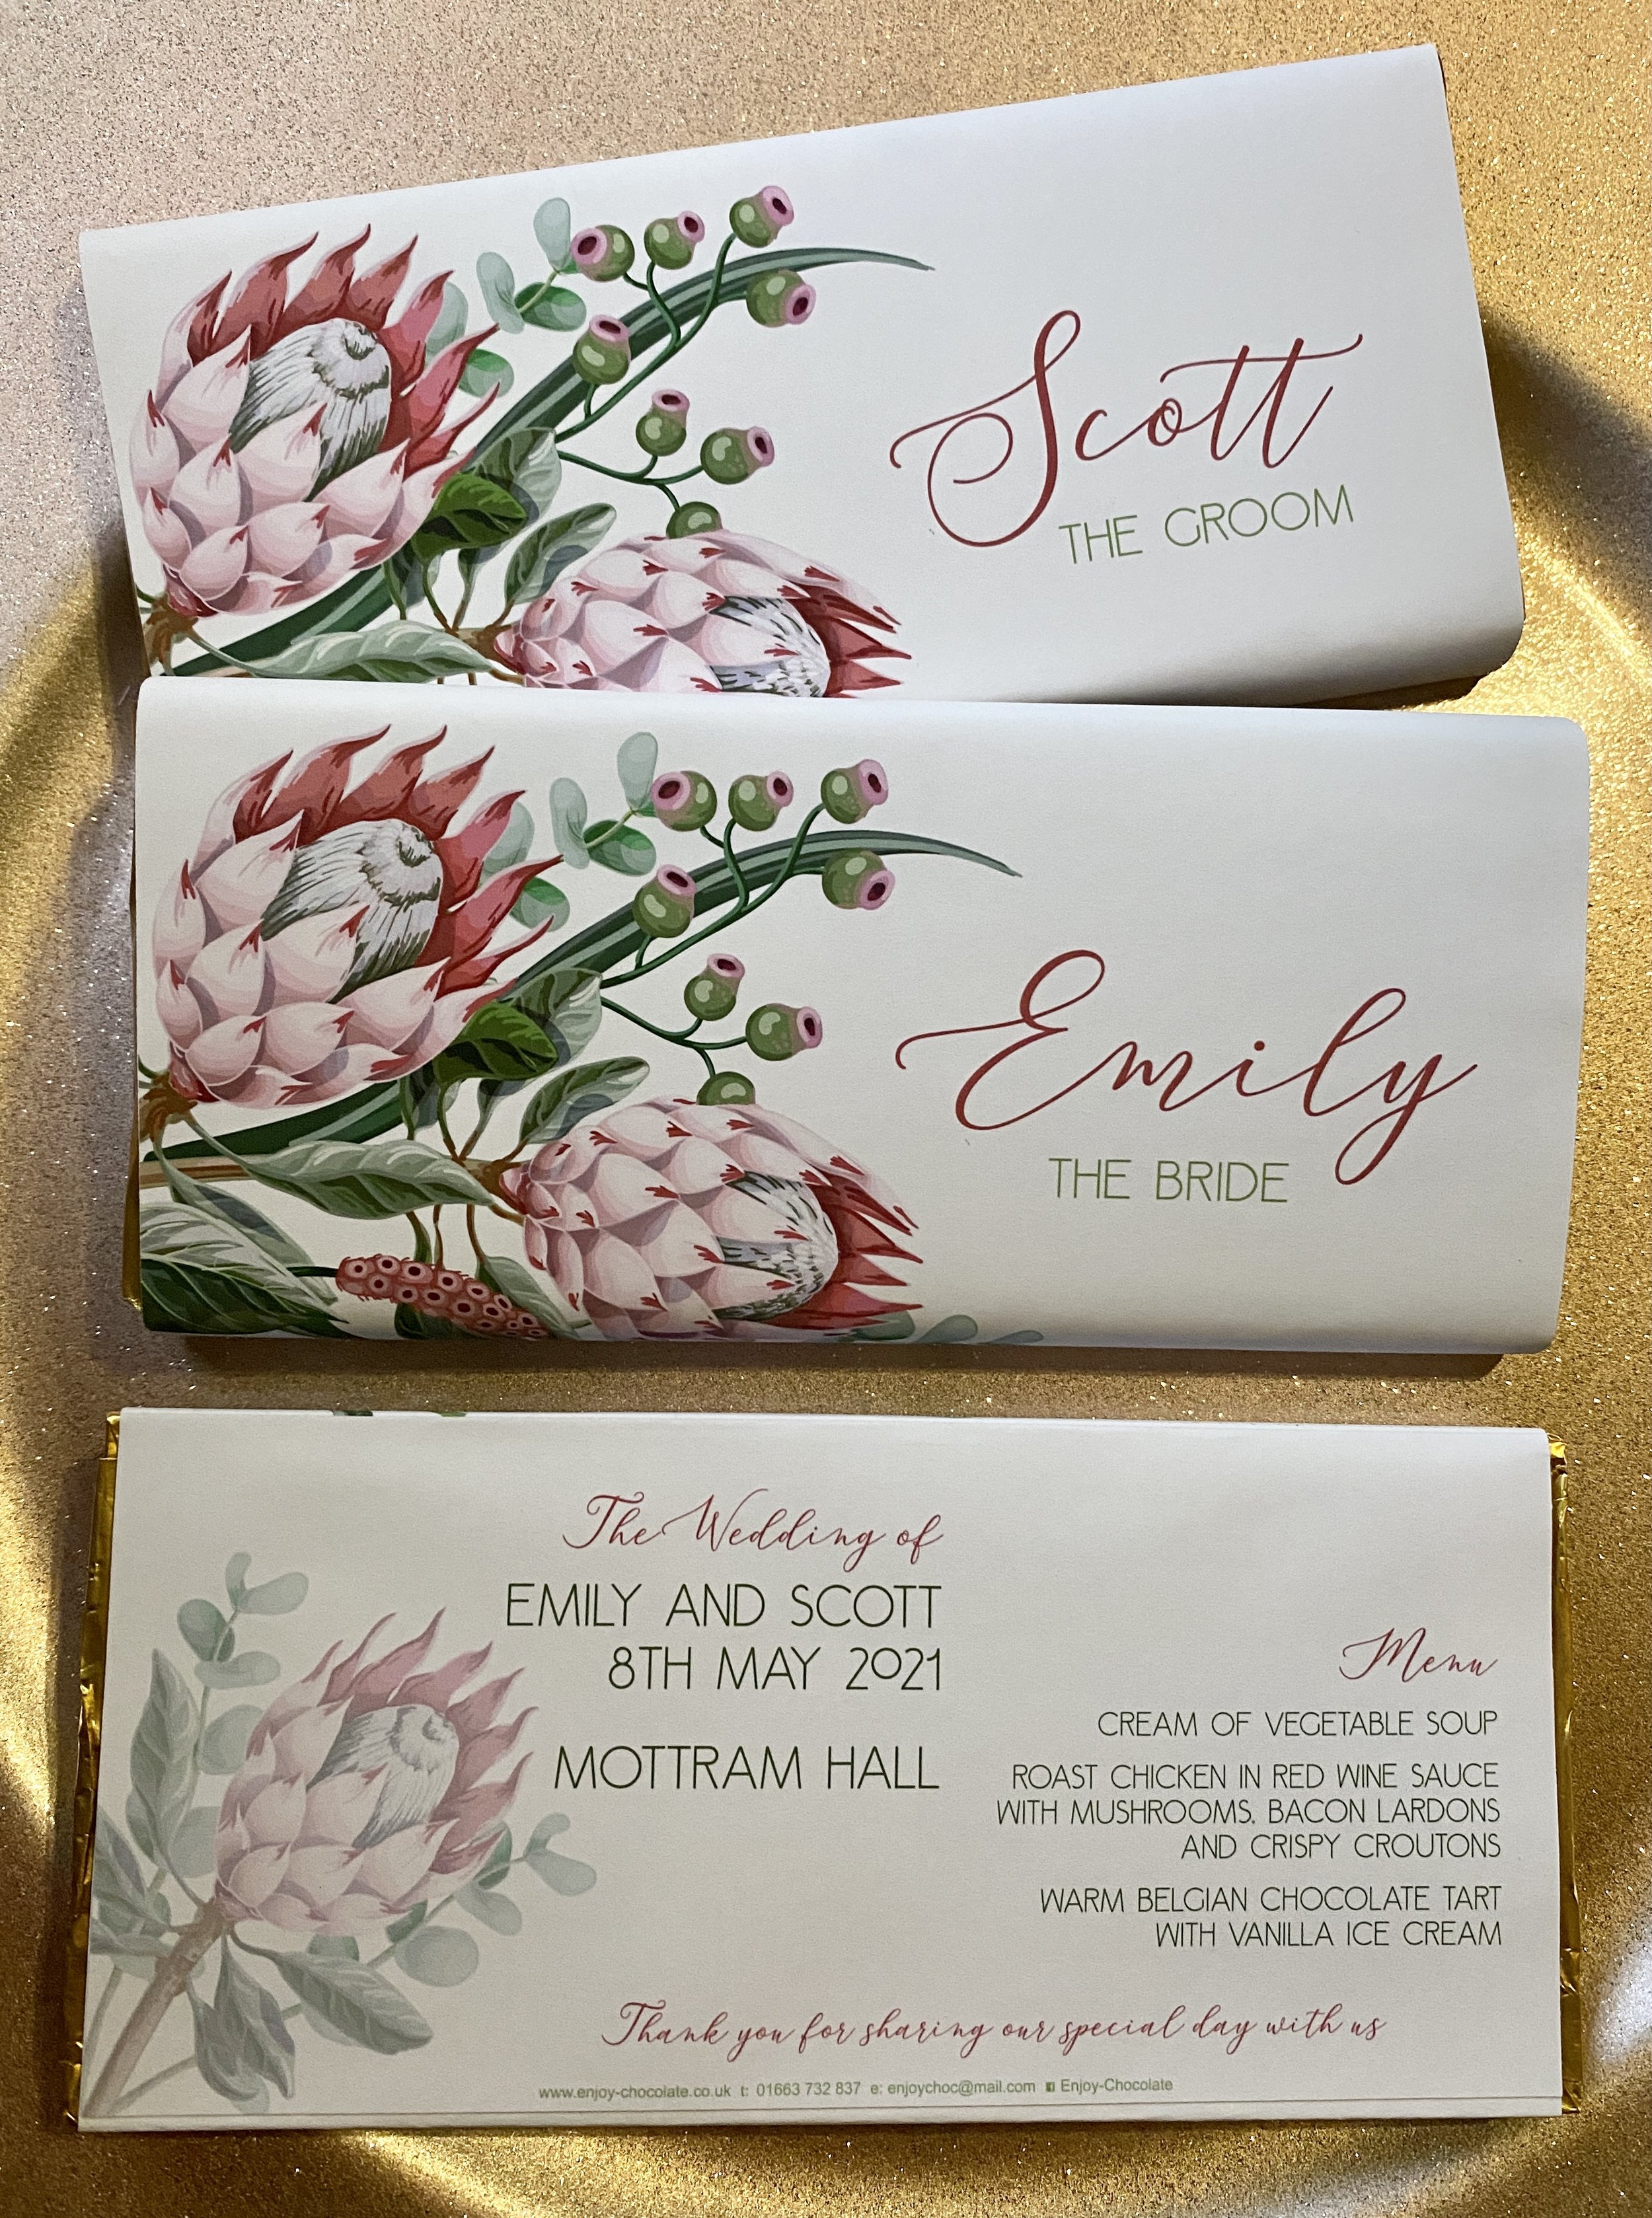 Scott
THE GROOM
Emily
THE BRIDE
The Wedding of
EMILY AND SCOTT
8TH MAY 2021
MOTTRAM HALL
Menu
CREAM OF VEGETABLE SOUP
ROAST CHICKEN IN RED WINE SAUCE
WITH MUSHROOMS, BACON LARDONS
AND CRISPY CROUTONS
WARM BELGIAN CHOCOLATE TART
WITH VANILLA ICE CREAM
Thank you for sharing our special day with us
www.enjoy-chocolate.co.uk t: 01663 732 837 e: enjoychoc@mail.com f Enjoy-Chocolate